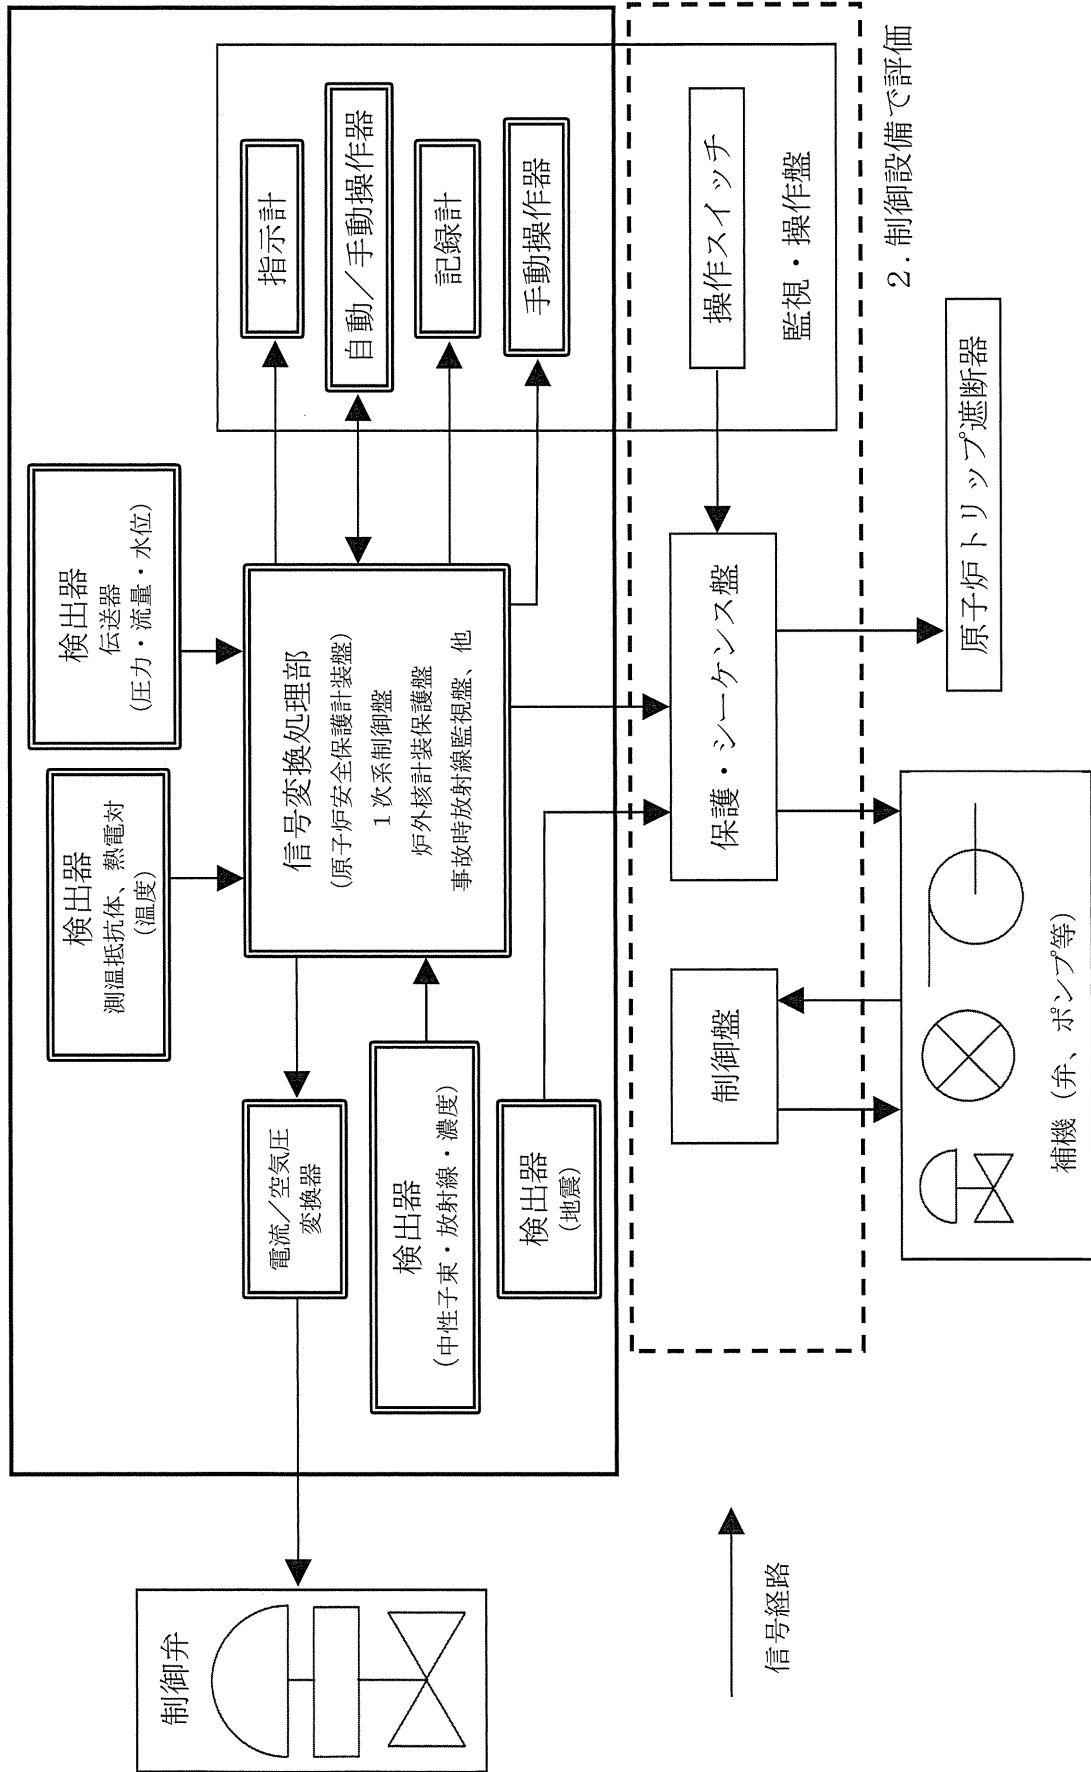 制御弁
電流／空気圧
変換器
検出器
測温抵抗体、熱電対
(温度)
検出器
伝送器
(圧力・流量・水位)
信号変換処理部
(原子炉安全保護計装盤)
１次系制御盤
炉外核計装保護盤
事故時放射線監視盤、他
検出器
(中性子束・放射線・濃度)
検出器
(地震)
指示計
自動／手動操作器
記録計
手動操作器
制御盤
保護・シーケンス盤
操作スイッチ
監視・操作盤
２. 制御設備で評価
補機（弁、ポンプ等）
原子炉トリップ遮断器
信号経路